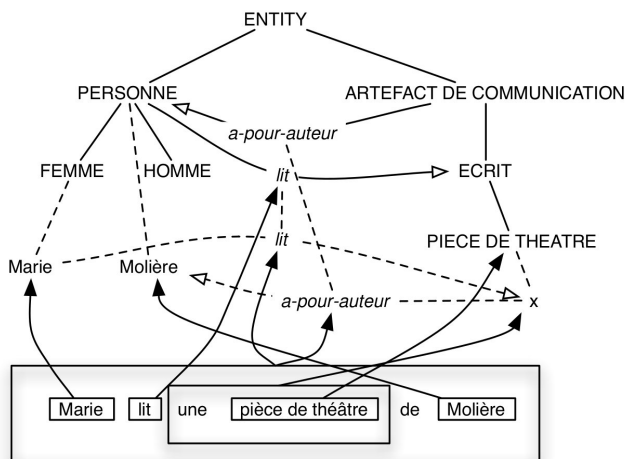 ENTITY
PERSONNE ARTEFACT DE COMMUNICATION
a-pour-auteur
FEMME HOMME lit ECRIT
lit PIECE DE THEATRE
Marie Molière
a-pour-auteur x
Marie lit une pièce de théâtre de Molière